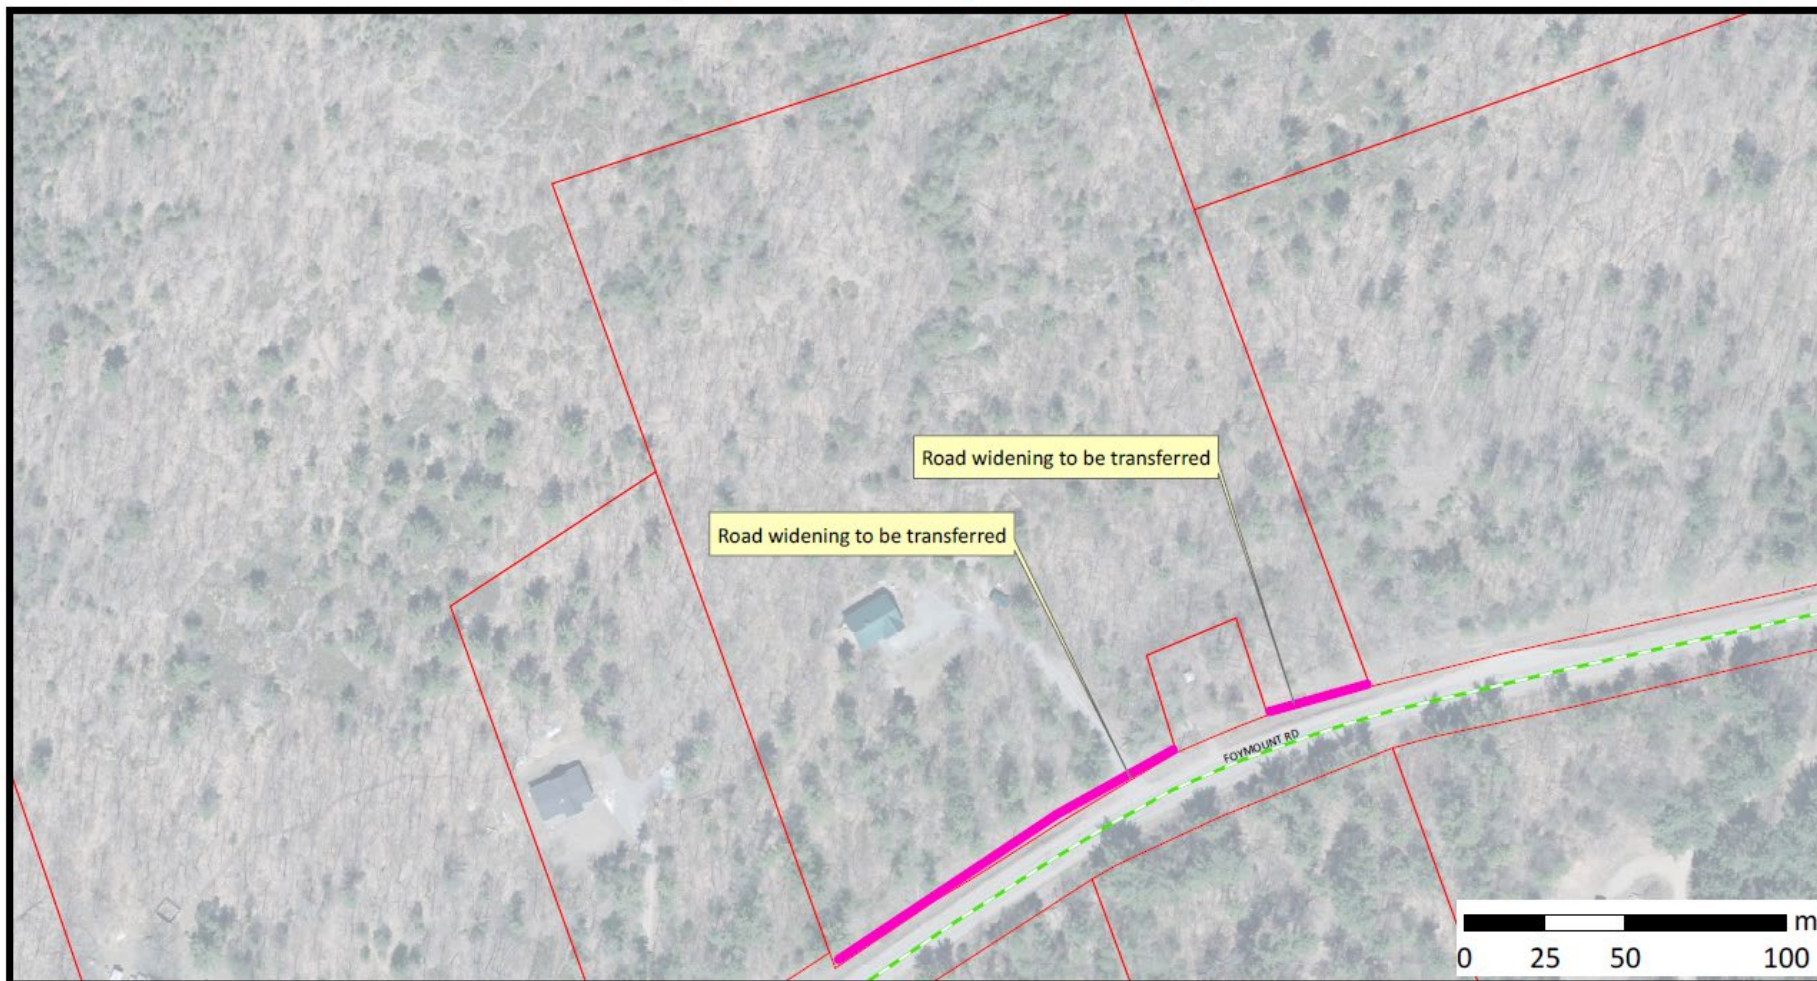 Road widening to be transferred
Road widening to be transferred
FOYMOUNT RD
m
0 25 50 100